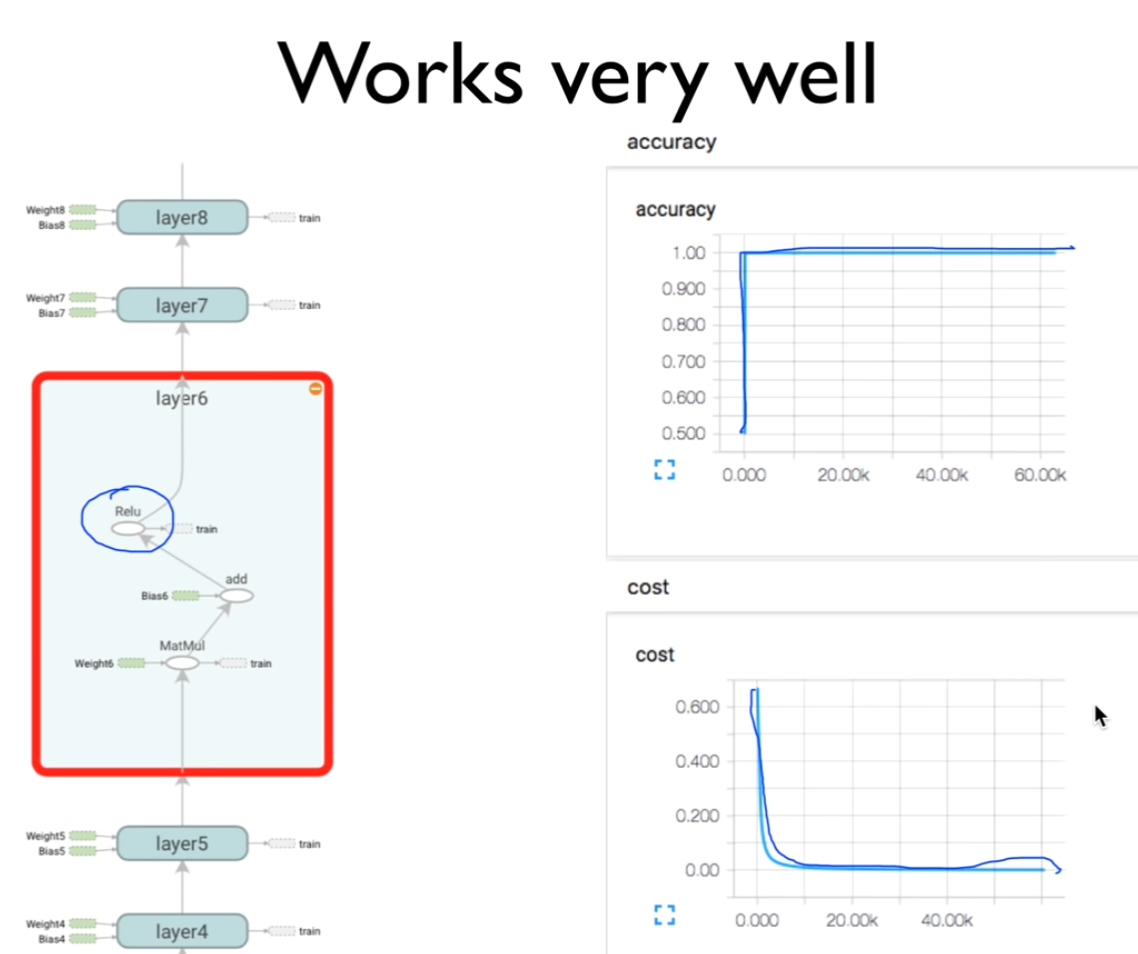 Works very well
Weight8
Bias8
layer8
train
Weight7
Bias7
layer7
train
layer6
Relu
train
add
Bias6
MatMul
Weight6
train
Weight5
Bias5
layer5
train
Weight4
Bias4
layer4
train
accuracy
accuracy
1.00
0.900
0.800
0.700
0.600
0.500
0.000 20.00k 40.00k 60.00k
cost
cost
0.600
0.400
0.200
0.00
0.000 20.00k 40.00k